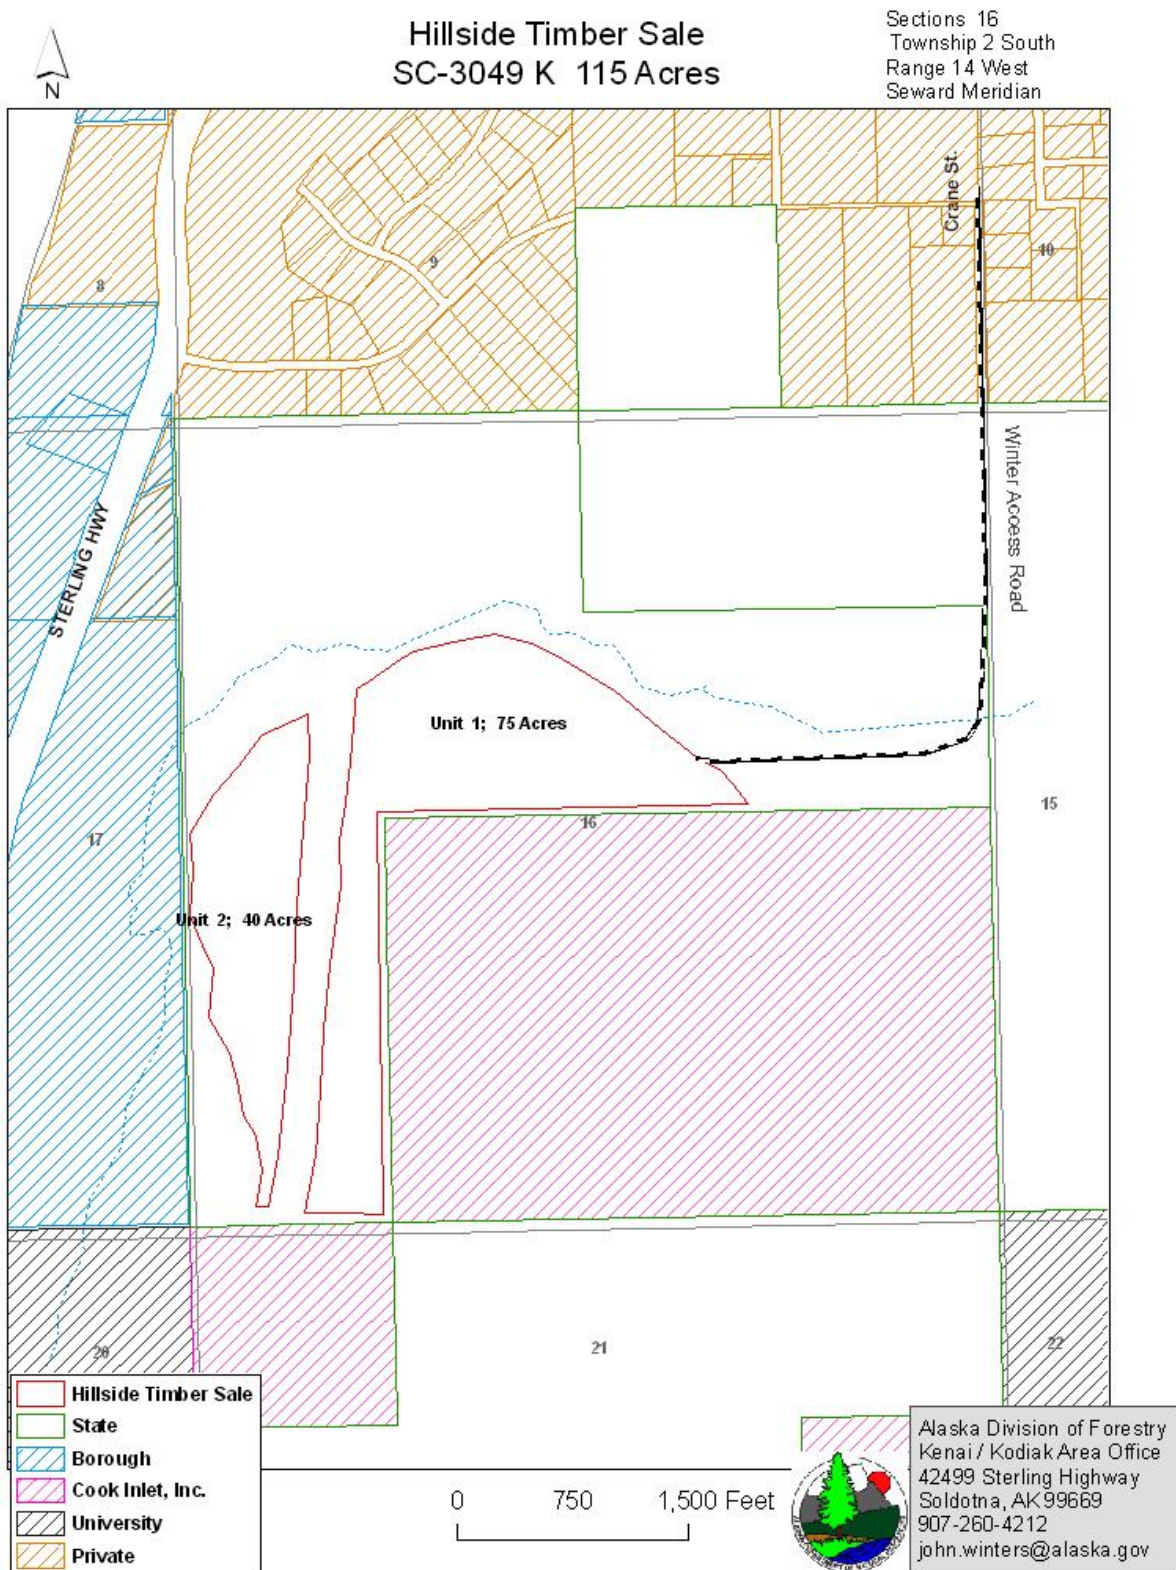 Hillside Timber Sale
SC-3049 K 115 Acres
Sections 16
Township 2 South
Range 14 West
Seward Meridian
N
Crane St.
8
9
10
STERLING HWY
Winter Access Road
Unit 1; 75 Acres
15
16
17
Unit 2; 40 Acres
20
21
22
Hillside Timber Sale
State
Borough
Cook Inlet, Inc.
University
Private
0 750 1,500 Feet
Alaska Division of Forestry
Kenai / Kodiak Area Office
42499 Sterling Highway
Soldotna, AK 99669
907-260-4212
john.winters@alaska.gov